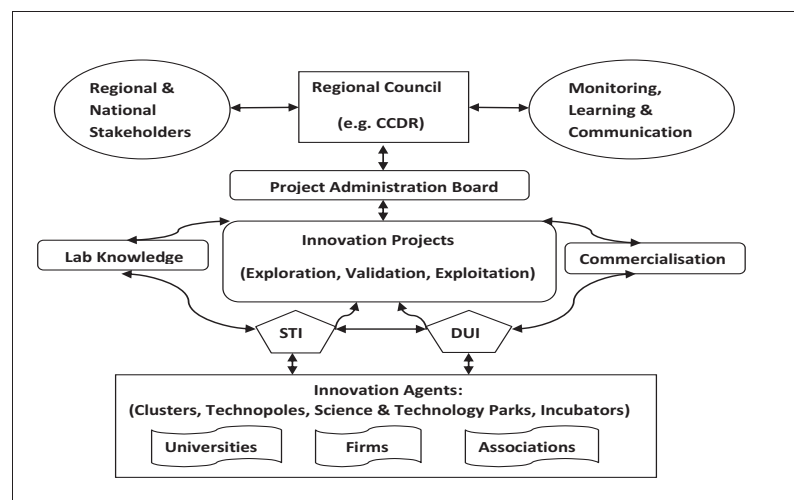 Regional &
National
Stakeholders
Regional Council
(e.g. CCDR)
Monitoring,
Learning &
Communication
Project Administration Board
Innovation Projects
(Exploration, Validation, Exploitation)
Lab Knowledge
Commercialisation
STI
DUI
Innovation Agents:
(Clusters, Technopoles, Science & Technology Parks, Incubators)
Universities
Firms
Associations